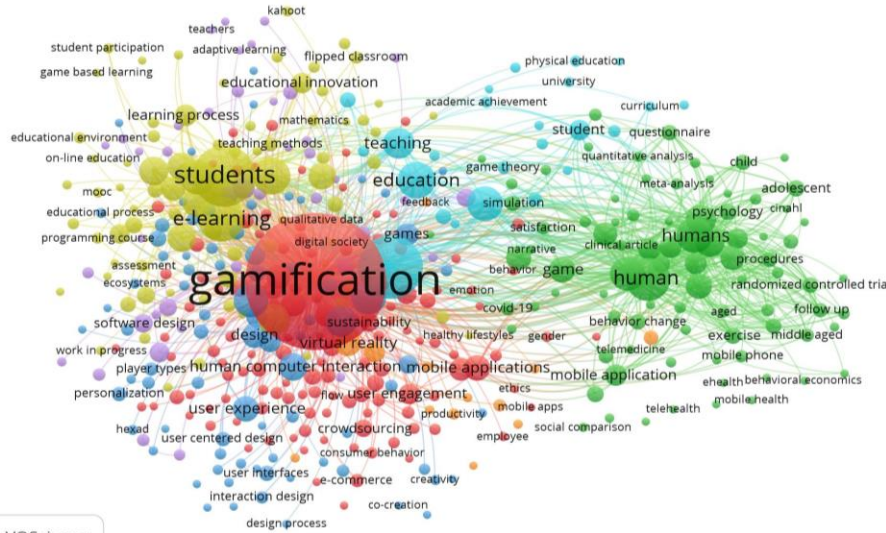 kahoot
teachers
student participation
adaptive learning
flipped classroom
physical education
game based learning
educational innovation
university
academic achievement
curriculum
learning process
mathematics
student
questionnaire
educational environment
teaching methods
teaching
on-line education
quantitative analysis
child
students
education
game theory
meta-analysis
adolescent
mooc
feedback
simulation
educational process
e-learning
qualitative data
psychology
cinahl
programming course
digital society
games
satisfaction
clinical article
humans
narrative
procedures
assessment
gamification
behavior
game
human
ecosystems
emotion
randomized controlled tria
covid-19
aged
follow up
software design
sustainability
behavior change
design
virtual reality
healthy lifestyles
gender
exercise
middle aged
work in progress
telemedicine
mobile phone
player types
human computer interaction
mobile applications
mobile application
ehealth
behavioral economics
personalization
flow
user engagement
ethics
mobile health
user experience
productivity
mobile apps
telehealth
hexad
user centered design
crowdsourcing
employee
social comparison
consumer behavior
user interfaces
e-commerce
creativity
interaction design
co-creation
design process